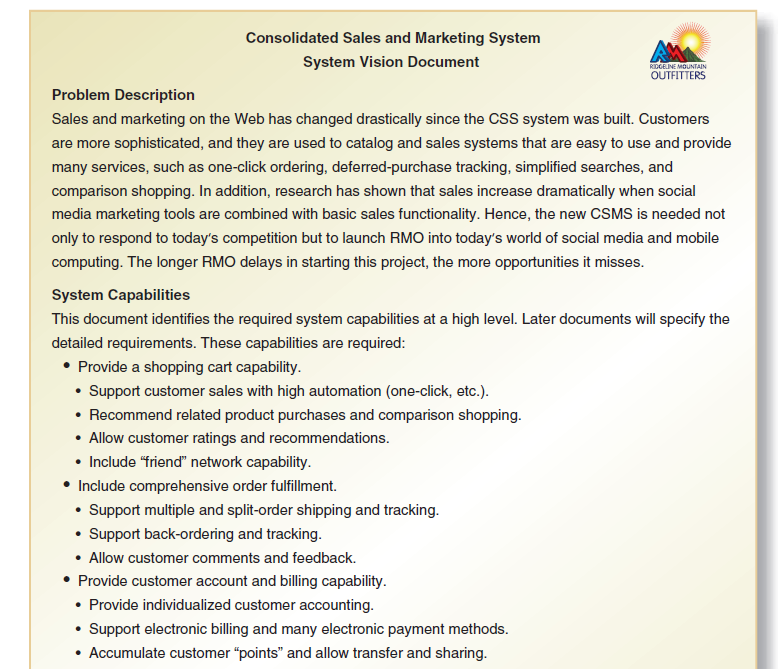 Consolidated Sales and Marketing System
System Vision Document
RIDGELINE MOUNTAIN
OUTFITTERS
Problem Description
Sales and marketing on the Web has changed drastically since the CSS system was built. Customers
are more sophisticated, and they are used to catalog and sales systems that are easy to use and provide
many services, such as one-click ordering, deferred-purchase tracking, simplified searches, and
comparison shopping. In addition, research has shown that sales increase dramatically when social
media marketing tools are combined with basic sales functionality. Hence, the new CSMS is needed not
only to respond to today's competition but to launch RMO into today's world of social media and mobile
computing. The longer RMO delays in starting this project, the more opportunities it misses.
System Capabilities
This document identifies the required system capabilities at a high level. Later documents will specify the
detailed requirements. These capabilities are required:
• Provide a shopping cart capability.
• Support customer sales with high automation (one-click, etc.).
• Recommend related product purchases and comparison shopping.
• Allow customer ratings and recommendations.
• Include “friend” network capability.
• Include comprehensive order fulfillment.
• Support multiple and split-order shipping and tracking.
• Support back-ordering and tracking.
• Allow customer comments and feedback.
• Provide customer account and billing capability.
• Provide individualized customer accounting.
• Support electronic billing and many electronic payment methods.
• Accumulate customer “points” and allow transfer and sharing.